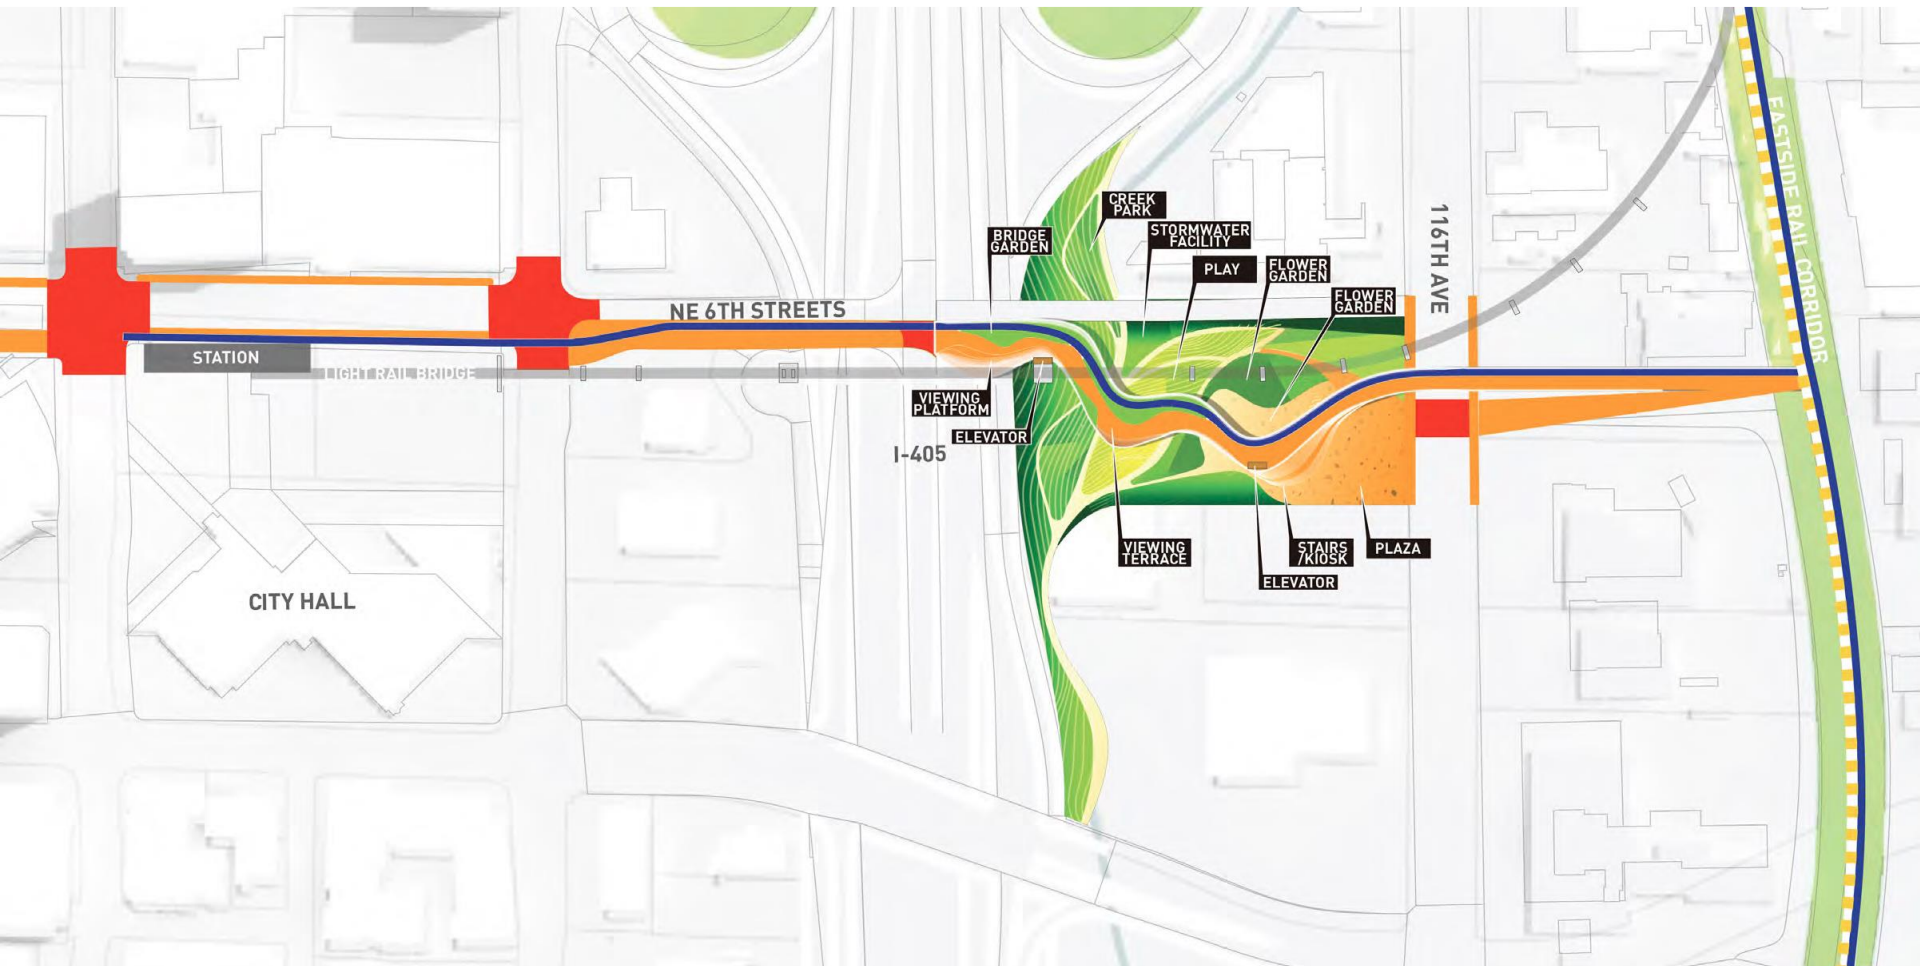 CREEK
PARK
BRIDGE
GARDEN
STORMWATER
FACILITY
PLAY
FLOWER
GARDEN
FLOWER
GARDEN
116TH AVE
EASTSIDE RAIL CORRIDOR
NE 6TH STREETS
STATION
LIGHT RAIL BRIDGE
VIEWING
PLATFORM
ELEVATOR
I-405
VIEWING
TERRACE
STAIRS
/KIOSK
PLAZA
ELEVATOR
CITY HALL